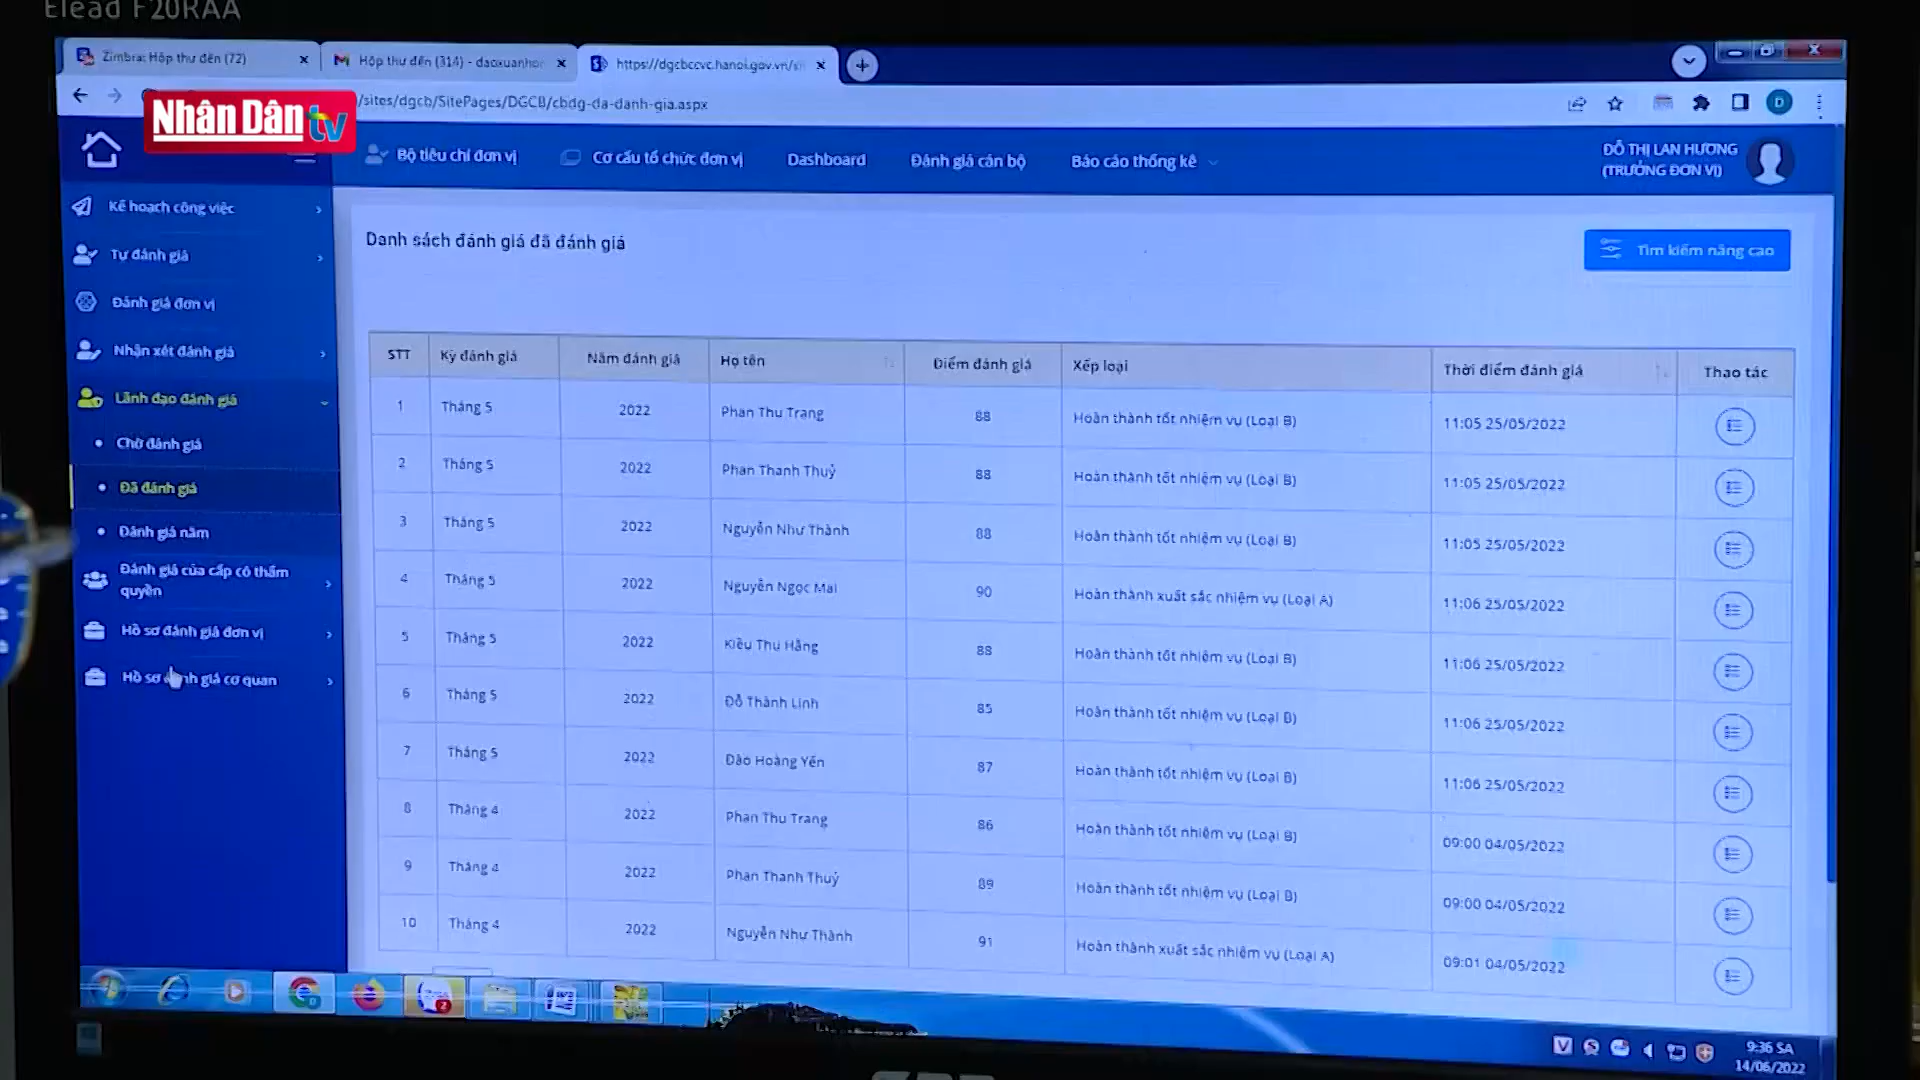 Elead F20RAA
Zimbra: Hộp thư đến (72)
Hộp thư đến (314) - daoxuanhon
https://dgcbccvc.hanoi.gov.vn/si
/sites/dgcb/SitePages/DGCB/cbdg-da-danh-gia.aspx
D
Nhân Dân tv
Bộ tiêu chí đơn vị
Cơ cấu tổ chức đơn vị
Dashboard
Đánh giá cán bộ
Báo cáo thống kê
ĐỖ THỊ LAN HƯƠNG
(TRƯỞNG ĐƠN VỊ)
Kế hoạch công việc
Tự đánh giá
Đánh giá đơn vị
Nhận xét đánh giá
Lãnh đạo đánh giá
Chờ đánh giá
Đã đánh giá
Đánh giá năm
Đánh giá của cấp có thẩm
quyền
Hồ sơ đánh giá đơn vị
Hồ sơ đánh giá cơ quan
Danh sách đánh giá đã đánh giá
Tìm kiếm nâng cao
STT Kỳ đánh giá Năm đánh giá Họ tên Điểm đánh giá Xếp loại Thời điểm đánh giá Thao tác
1 Tháng 5 2022 Phan Thu Trang 88 Hoàn thành tốt nhiệm vụ (Loại B) 11:05 25/05/2022
2 Tháng 5 2022 Phan Thanh Thuỷ 88 Hoàn thành tốt nhiệm vụ (Loại B) 11:05 25/05/2022
3 Tháng 5 2022 Nguyễn Như Thành 88 Hoàn thành tốt nhiệm vụ (Loại B) 11:05 25/05/2022
4 Tháng 5 2022 Nguyễn Ngọc Mai 90 Hoàn thành xuất sắc nhiệm vụ (Loại A) 11:06 25/05/2022
5 Tháng 5 2022 Kiều Thu Hằng 88 Hoàn thành tốt nhiệm vụ (Loại B) 11:06 25/05/2022
6 Tháng 5 2022 Đỗ Thành Linh 85 Hoàn thành tốt nhiệm vụ (Loại B) 11:06 25/05/2022
7 Tháng 5 2022 Đào Hoàng Yến 87 Hoàn thành tốt nhiệm vụ (Loại B) 11:06 25/05/2022
8 Tháng 4 2022 Phan Thu Trang 86 Hoàn thành tốt nhiệm vụ (Loại B) 09:00 04/05/2022
9 Tháng 4 2022 Phan Thanh Thuỷ 89 Hoàn thành tốt nhiệm vụ (Loại B) 09:00 04/05/2022
10 Tháng 4 2022 Nguyễn Như Thành 91 Hoàn thành xuất sắc nhiệm vụ (Loại A) 09:01 04/05/2022
2
V
9:36 SA
14/06/2022